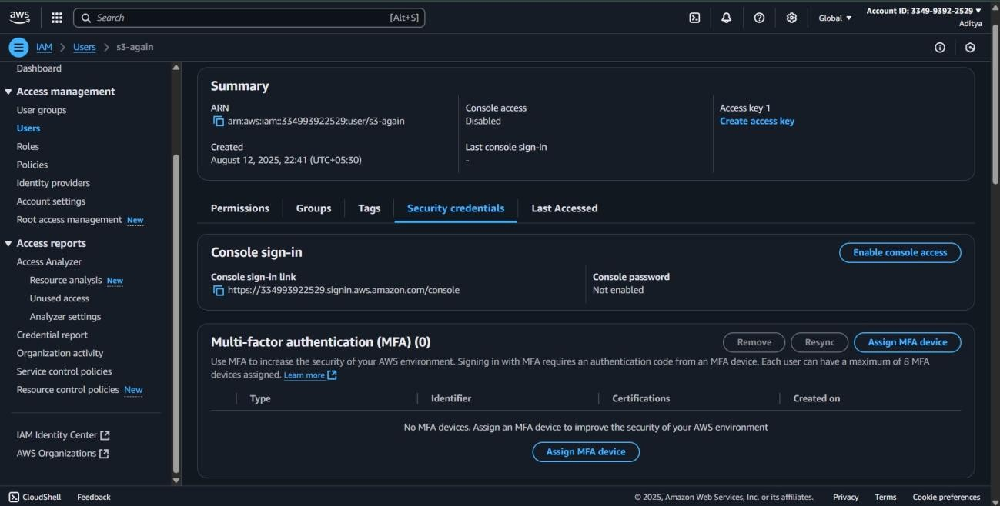 aws
Search [Alt+S]
Global
Account ID: 3349-9392-2529
Aditya
IAM > Users > s3-again
Dashboard
Access management
User groups
Users
Roles
Policies
Identity providers
Account settings
Root access management New
Access reports
Access Analyzer
Resource analysis New
Unused access
Analyzer settings
Credential report
Organization activity
Service control policies
Resource control policies New
IAM Identity Center
AWS Organizations
Summary
ARN
arn:aws:iam::334993922529:user/s3-again
Created
August 12, 2025, 22:41 (UTC+05:30)
Console access
Disabled
Last console sign-in
-
Access key 1
Create access key
Permissions Groups Tags Security credentials Last Accessed
Console sign-in
Enable console access
Console sign-in link
https://334993922529.signin.aws.amazon.com/console
Console password
Not enabled
Multi-factor authentication (MFA) (0)
Remove Resync Assign MFA device
Use MFA to increase the security of your AWS environment. Signing in with MFA requires an authentication code from an MFA device. Each user can have a maximum of 8 MFA
devices assigned. Learn more
Type Identifier Certifications Created on
No MFA devices. Assign an MFA device to improve the security of your AWS environment
Assign MFA device
CloudShell Feedback
© 2025, Amazon Web Services, Inc. or its affiliates. Privacy Terms Cookie preferences